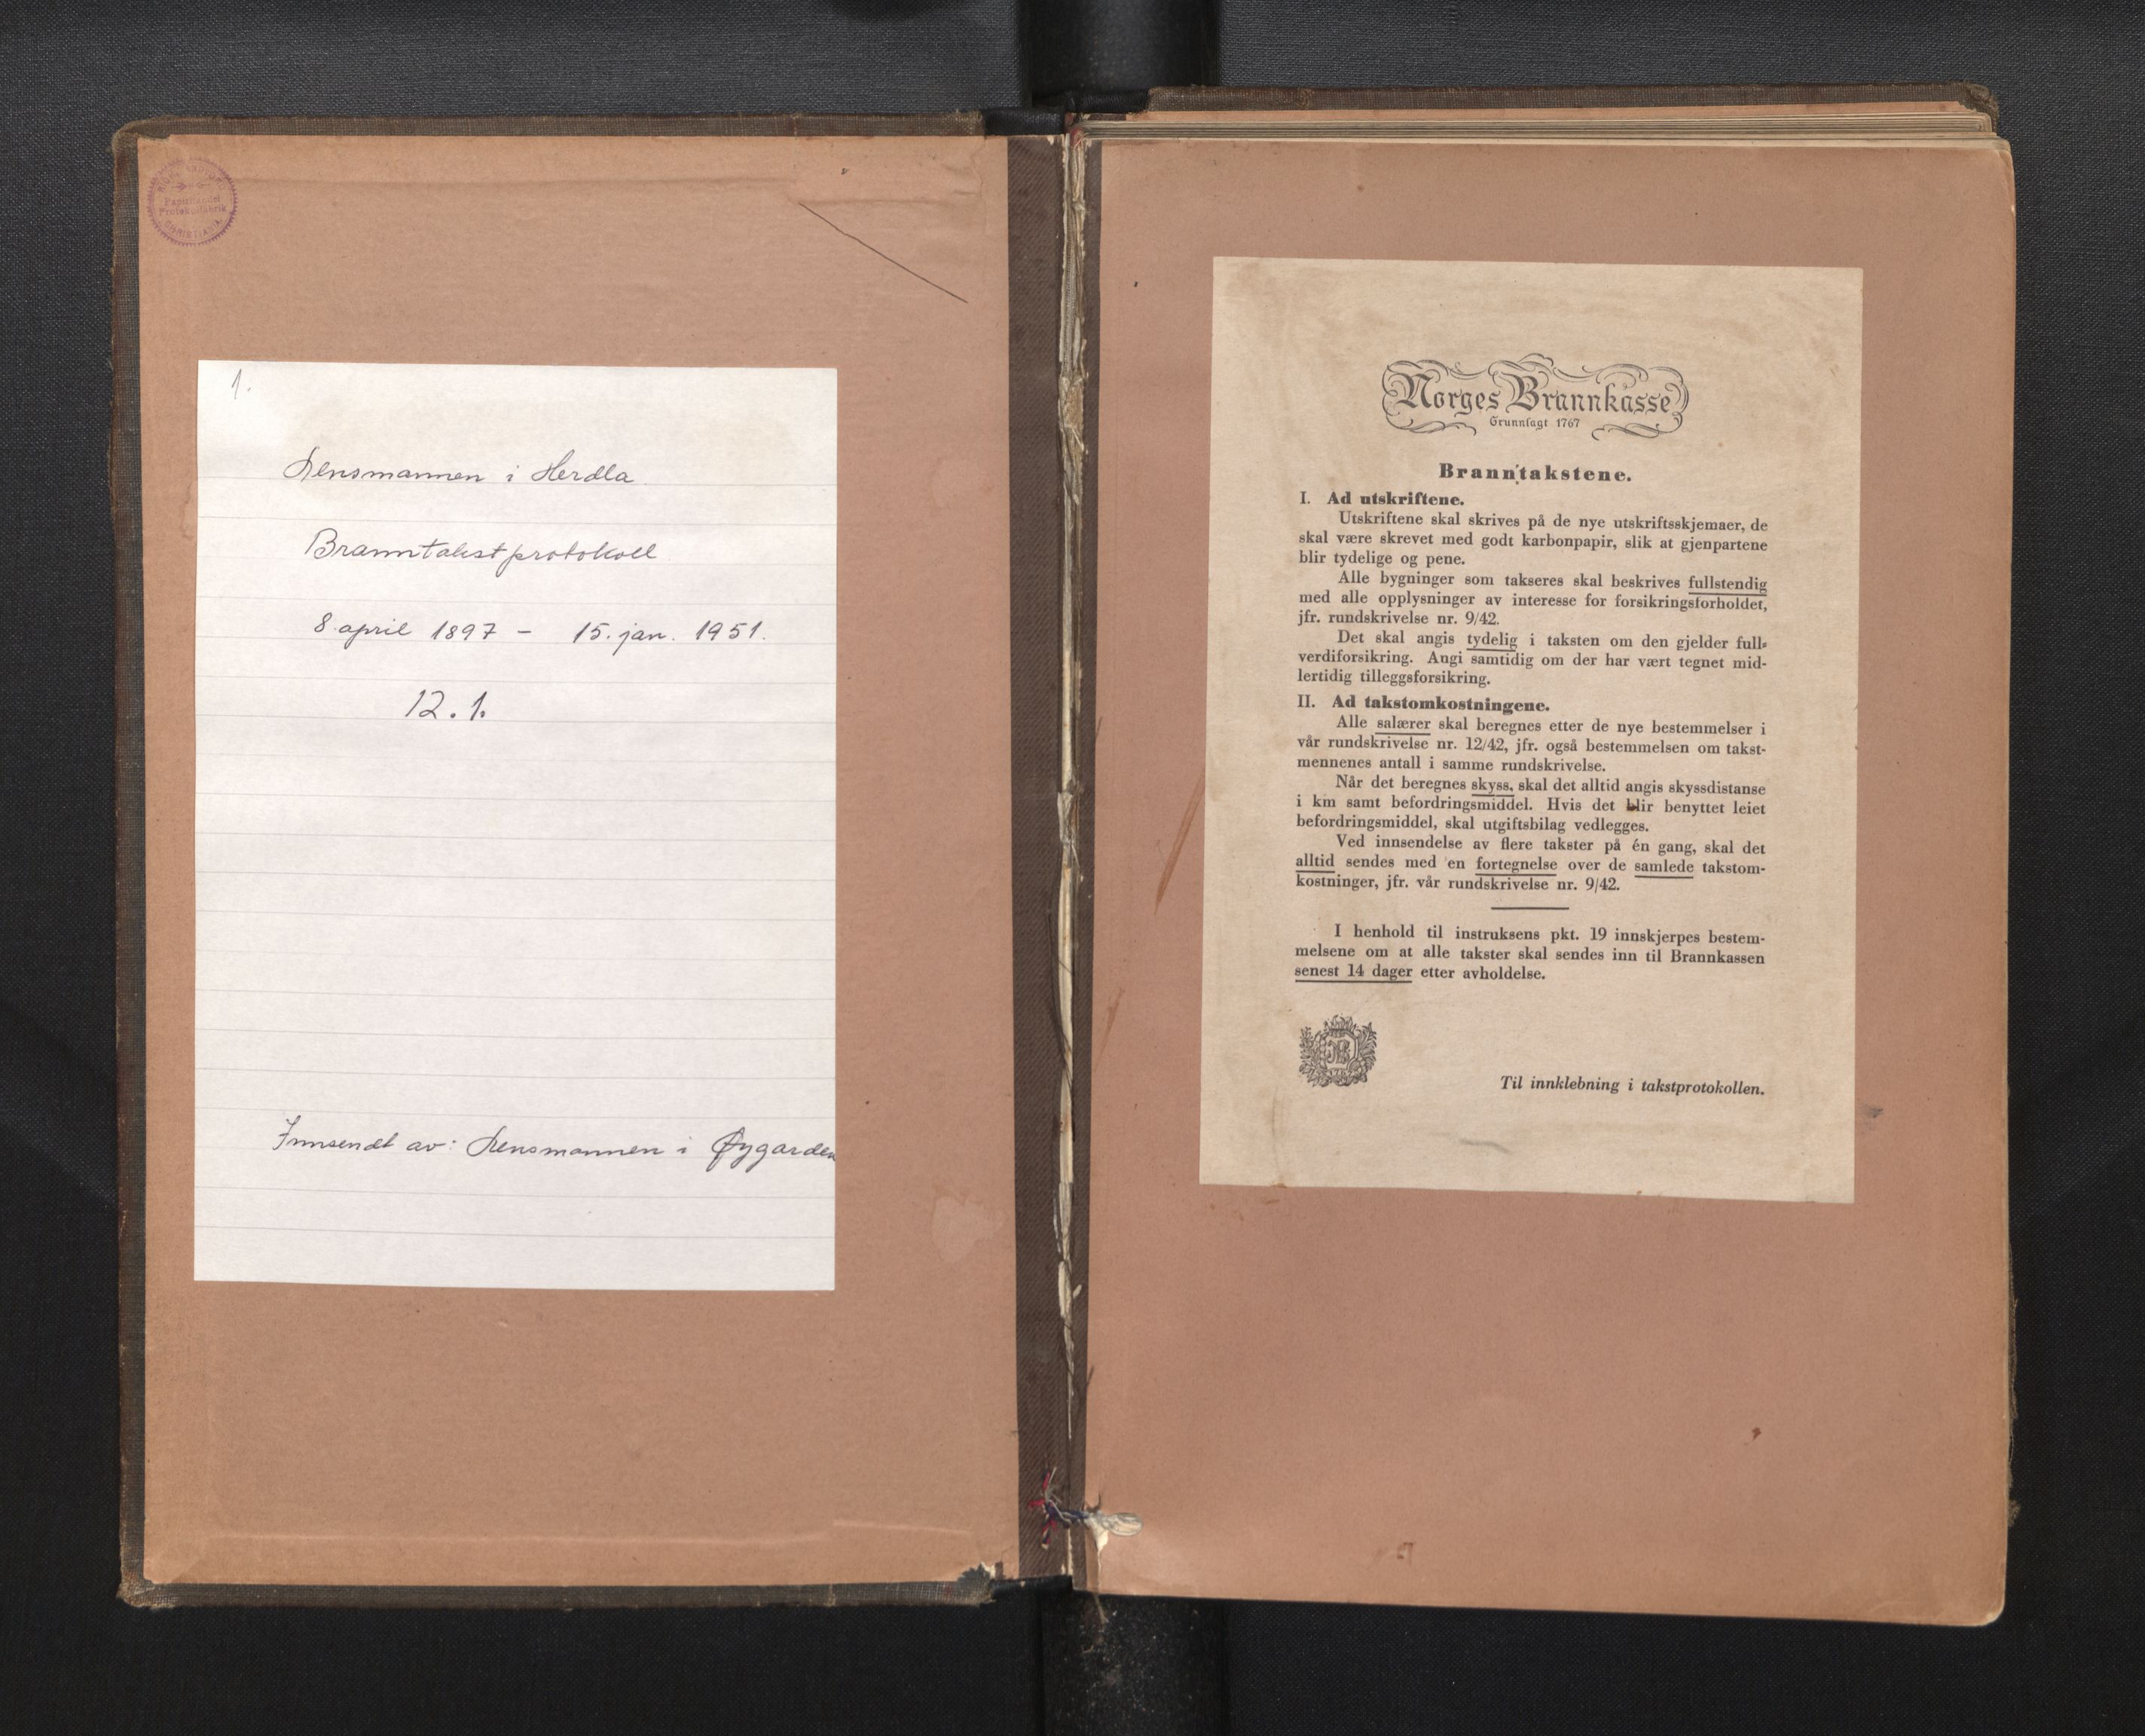 Papirhandel
Protokolfabrik
CHRISTIANIA
1.
Lensmannen i Herdla
Branntakstprotokoll
8. april 1897 - 15. jan. 1951.
12.1.
Innsendt av: Lensmannen i Øygarden
Norges Brannkasse
Grunnlagt 1767
Branntakstene.
I. Ad utskriftene.
Utskriftene skal skrives på de nye utskriftsskjemaer, de
skal være skrevet med godt karbonpapir, slik at gjenpartene
blir tydelige og pene.
Alle bygninger som takseres skal beskrives fullstendig
med alle opplysninger av interesse for forsikringsforholdet,
jfr. rundskrivelse nr. 9/42.
Det skal angis tydelig i taksten om den gjelder full-
verdiforsikring. Angi samtidig om der har vært tegnet mid-
lertidig tilleggsforsikring.
II. Ad takstomkostningene.
Alle salærer skal beregnes etter de nye bestemmelser i
vår rundskrivelse nr. 12/42, jfr. også bestemmelsen om takst-
mennenes antall i samme rundskrivelse.
Når det beregnes skyss, skal det alltid angis skyssdistanse
i km samt befordringsmiddel. Hvis det blir benyttet leiet
befordringsmiddel, skal utgiftsbilag vedlegges.
Ved innsendelse av flere takster på én gang, skal det
alltid sendes med en fortegnelse over de samlede takstom-
kostninger, jfr. vår rundskrivelse nr. 9/42.
I henhold til instruksens pkt. 19 innskjerpes bestem-
melsene om at alle takster skal sendes inn til Brannkassen
senest 14 dager etter avholdelse.
Til innklebning i takstprotokollen.